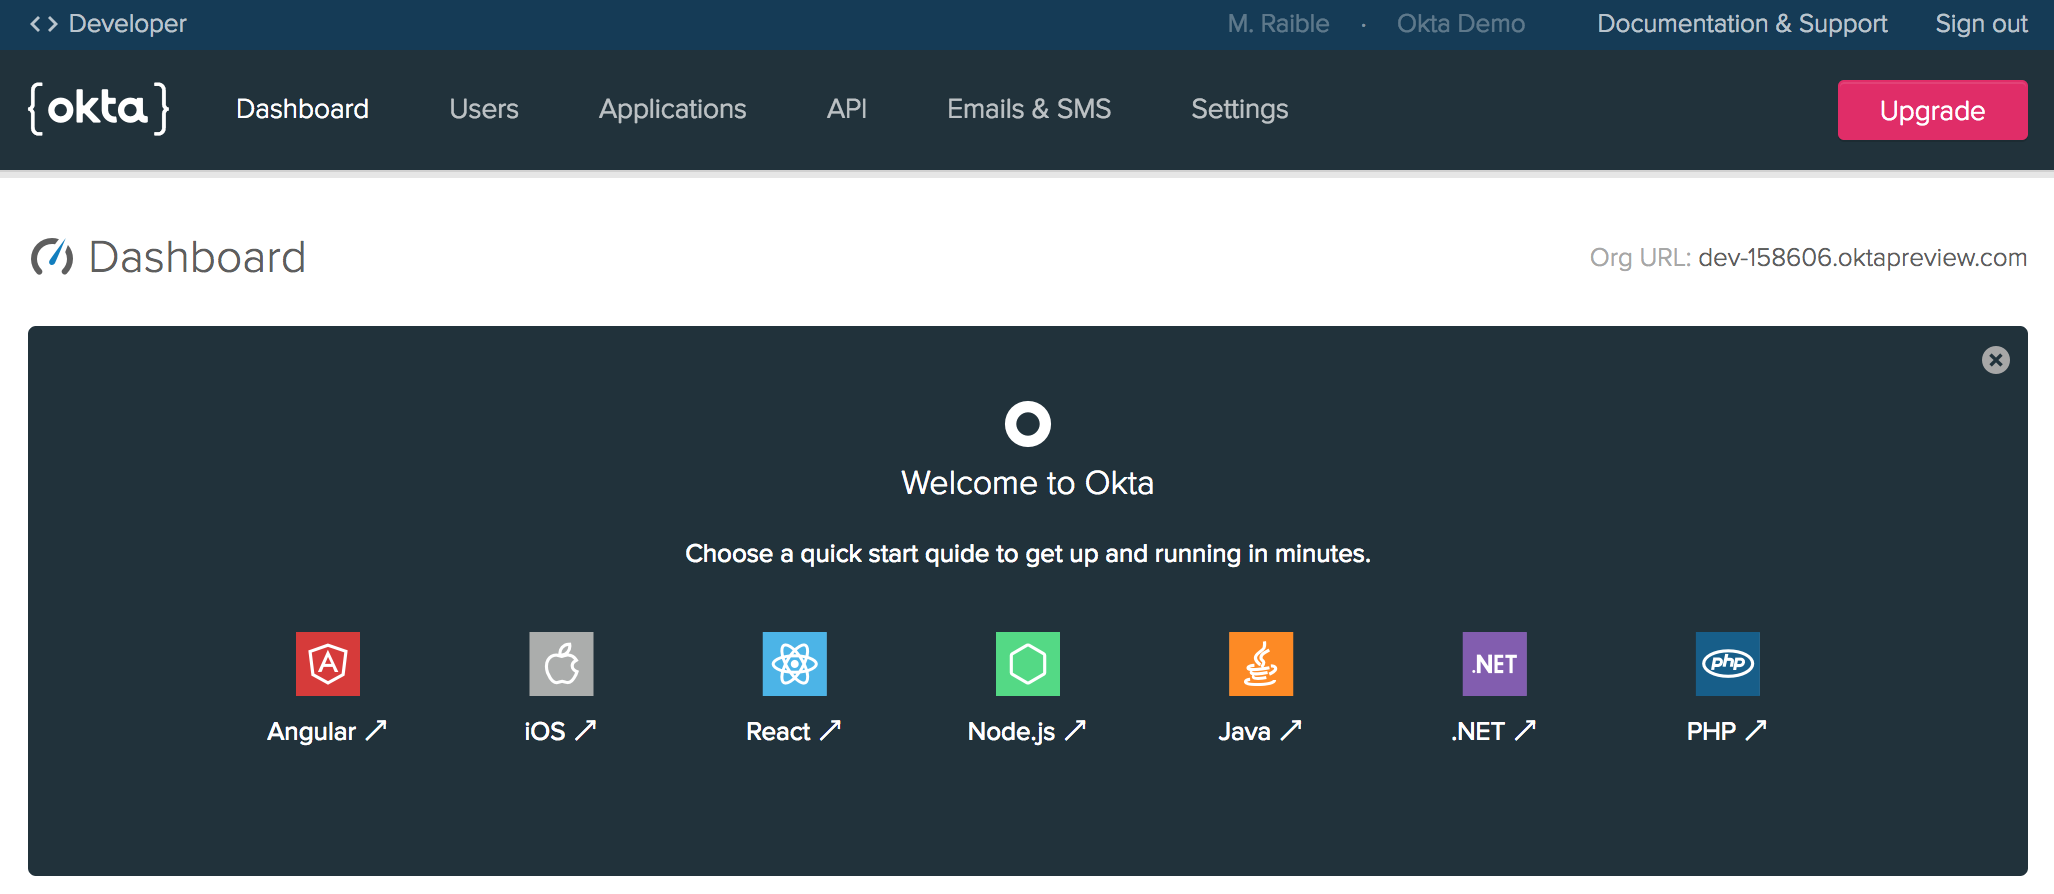 <> Developer M. Raible · Okta Demo Documentation & Support Sign out
{okta} Dashboard Users Applications API Emails & SMS Settings Upgrade
Dashboard Org URL: dev-158606.oktapreview.com
Welcome to Okta
Choose a quick start quide to get up and running in minutes.
.NET php
Angular ↗ iOS ↗ React ↗ Node.js ↗ Java ↗ .NET ↗ PHP ↗